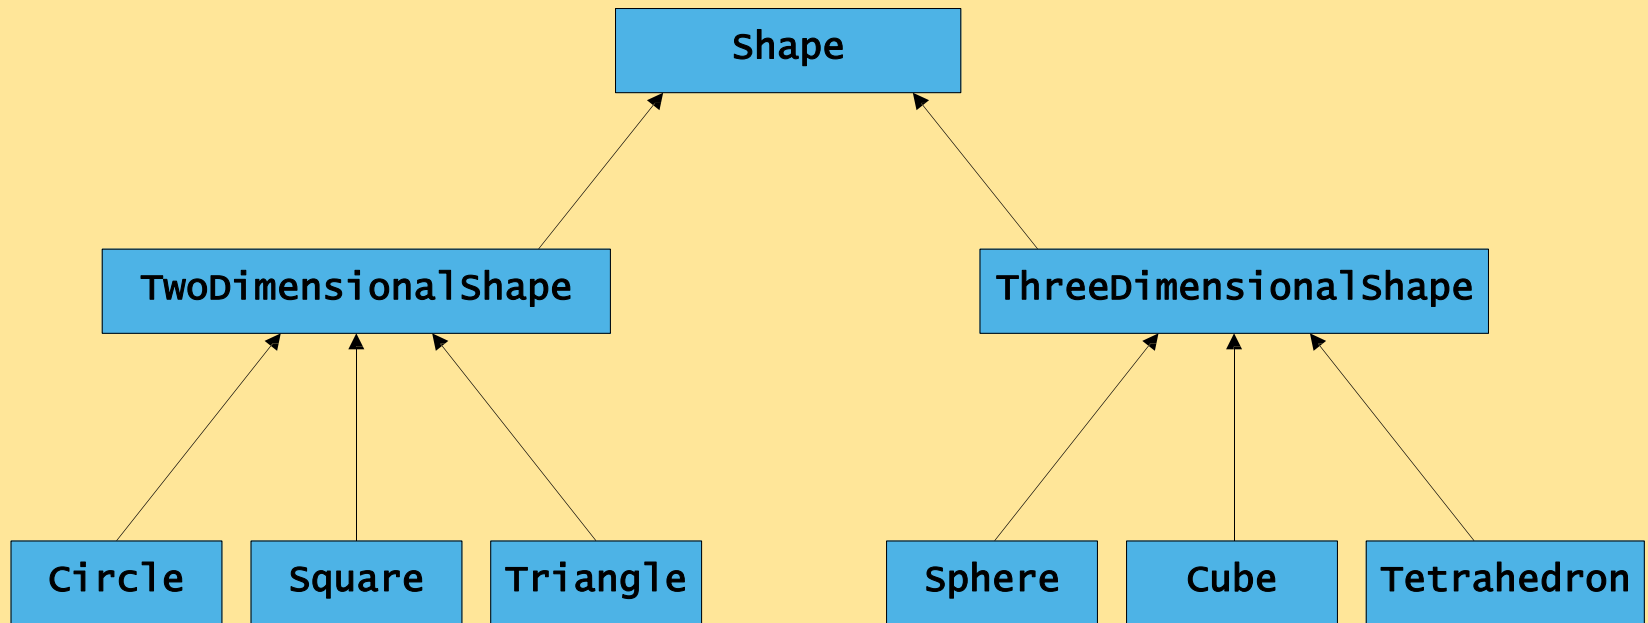 Shape
TwoDimensionalShape
ThreeDimensionalShape
Circle
Square
Triangle
Sphere
Cube
Tetrahedron